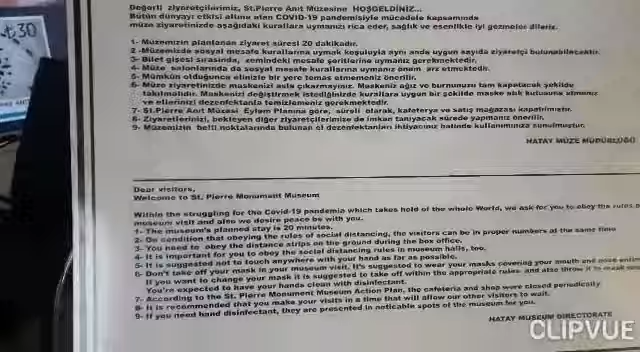 ₺30
Değerli ziyaretçilerimiz, St.Pierre Anıt Müzesine HOŞGELDİNİZ...
Bütün dünyayı etkisi altına alan COVID-19 pandemisiyle mücadele kapsamında
müze ziyaretinizde aşağıdaki kurallara uymanızı rica eder, sağlık ve esenlikle iyi gezmeler dileriz.
1- Müzemizin planlanan ziyaret süresi 20 dakikadır.
2- Müzemizde sosyal mesafe kurallarına uymak koşuluyla aynı anda uygun sayıda ziyaretçi bulunabilecektir.
3- Bilet gişesi sırasında, zemindeki mesafe şeritlerine uymanız gerekmektedir.
4- Müze salonlarında da sosyal mesafe kurallarına uymanız önem arz etmektedir.
5- Mümkün olduğunca elinizle bir yere temas etmemeniz önerilir.
6- Müze ziyaretinizde maskenizi asla çıkarmayınız. Maskeniz ağız ve burnunuzu tam kapatacak şekilde
takılmalıdır. Maskenizi değiştirmek istediğinizde kurallara uygun bir şekilde maske atık kutusuna atmanız
ve ellerinizi dezenfektanla temizlemeniz gerekmektedir.
7- St.Pierre Anıt Müzesi Eylem Planına göre, süreli olarak, kafeterya ve satış mağazası kapatılmıştır.
8- Ziyaretlerinizi, bekleyen diğer ziyaretçilerimize de imkan tanıyacak sürede yapmanız önerilir.
9- Müzemizin belli noktalarında bulunan el dezenfektanları ihtiyacınız halinde kullanımınıza sunulmuştur.
HATAY MÜZE MÜDÜRLÜĞÜ
Dear visitors,
Welcome to St. Pierre Monument Museum
Within the struggling for the Covid-19 pandemia which takes hold of the whole World, we ask for you to obey the rules a
museum visit and also we desire peace be with you.
1- The museum's planned stay is 20 minutes.
2- On condition that obeying the rules of social distancing, the visitors can be in proper numbers at the same time
3- You need to obey the distance strips on the ground during the box office.
4- It is important for you to obey the social distancing rules in museum halls, too.
5- It is suggested not to touch anywhere with your hand as far as possible.
6- Don't take off your mask in your museum visit. It's suggested to wear your masks covering your mouth and nose entire
If you want to change your mask it is suggested to take off within the appropriate rules and also throw it to mask
You're expected to have your hands clean with disinfectant.
7- According to the St. Pierre Monument Museum Action Plan, the cafeteria and shop were closed periodically
8- It is recommended that you make your visits in a time that will allow our other visitors to wait.
9- If you need hand disinfectant, they are presented in noticable spots of the museum for you.
HATAY MUSEUM DIRECTORATE
CLIPVUE